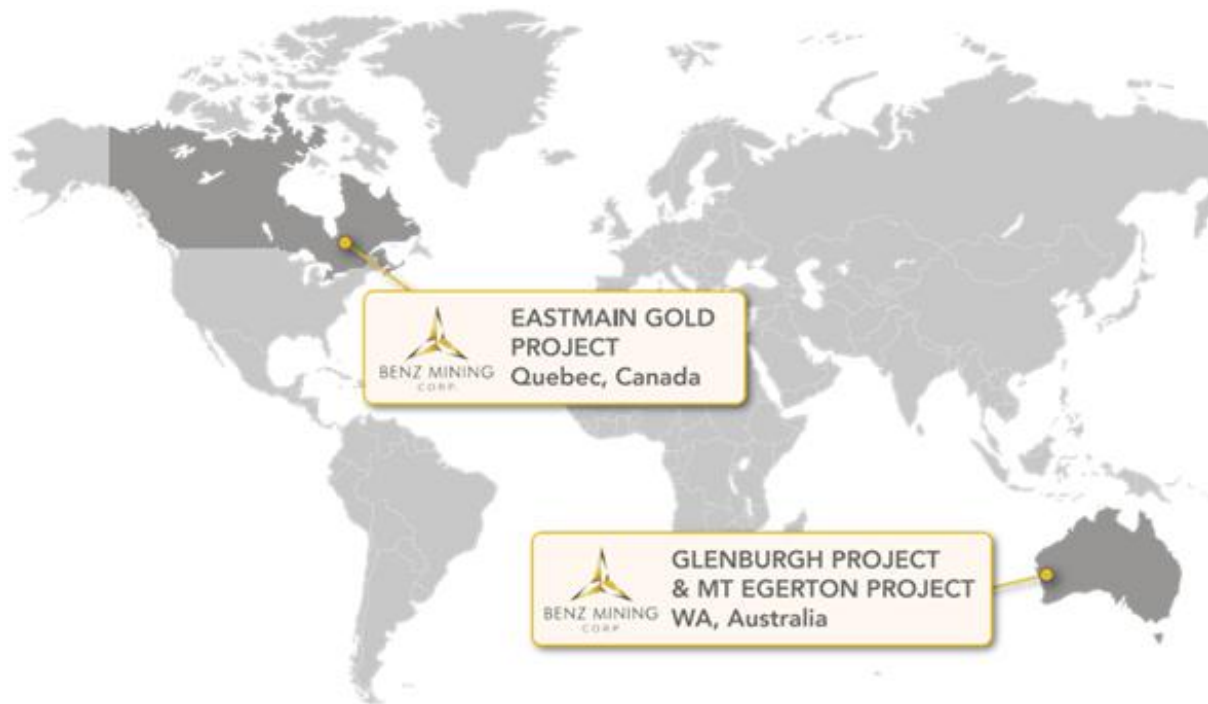 EASTMAIN GOLD
PROJECT
Quebec, Canada
BENZ MINING
CORP.
GLENBURGH PROJECT
& MT EGERTON PROJECT
WA, Australia
BENZ MINING
CORP